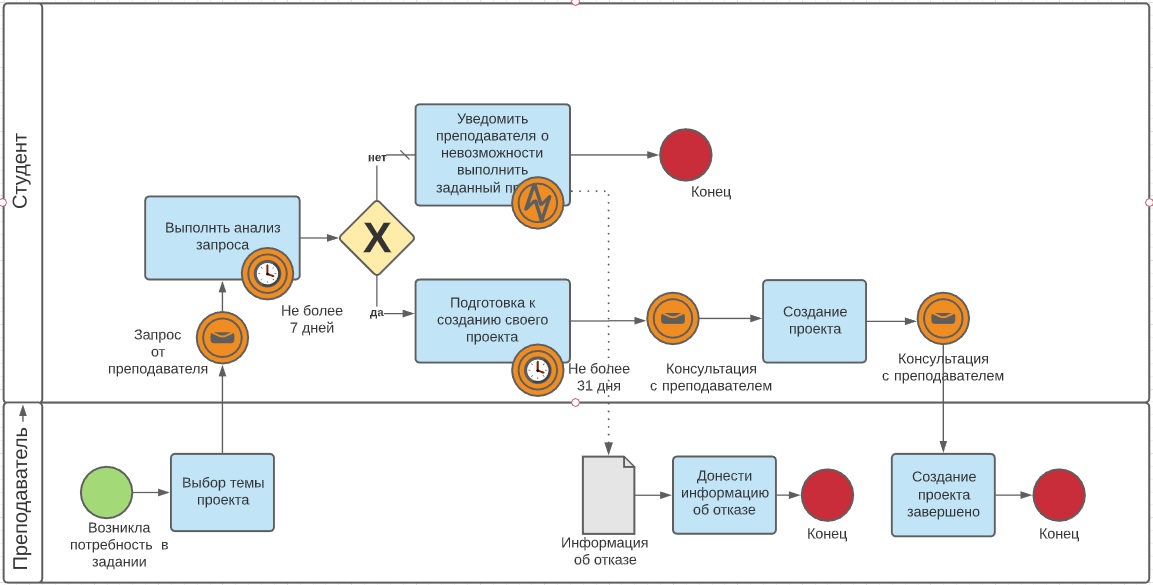 Студент
Уведомить
преподавателя о
невозможности
выполнить
заданный
нет
Конец
Выполнть анализ
запроса
X
Не более
7 дней
да
Подготовка к
созданию своего
проекта
Создание
проекта
Запрос
от
преподавателя
Не более
31 дня
Консультация
с преподавателем
Консультация
с преподавателем
Преподаватель
Выбор темы
проекта
Возникла
потребность в
задании
Информация
об отказе
Донести
информацию
об отказе
Конец
Создание
проекта
завершено
Конец